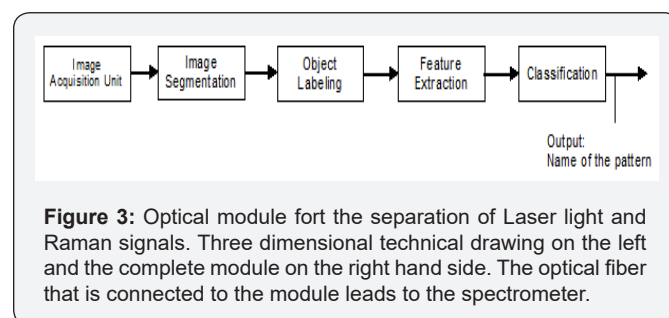 Image
Acquisition Unit
Image
Segmentation
Object
Labeling
Feature
Extraction
Classification
Output:
Name of the pattern
Figure 3: Optical module fort the separation of Laser light and
Raman signals. Three dimensional technical drawing on the left
and the complete module on the right hand side. The optical fiber
that is connected to the module leads to the spectrometer.